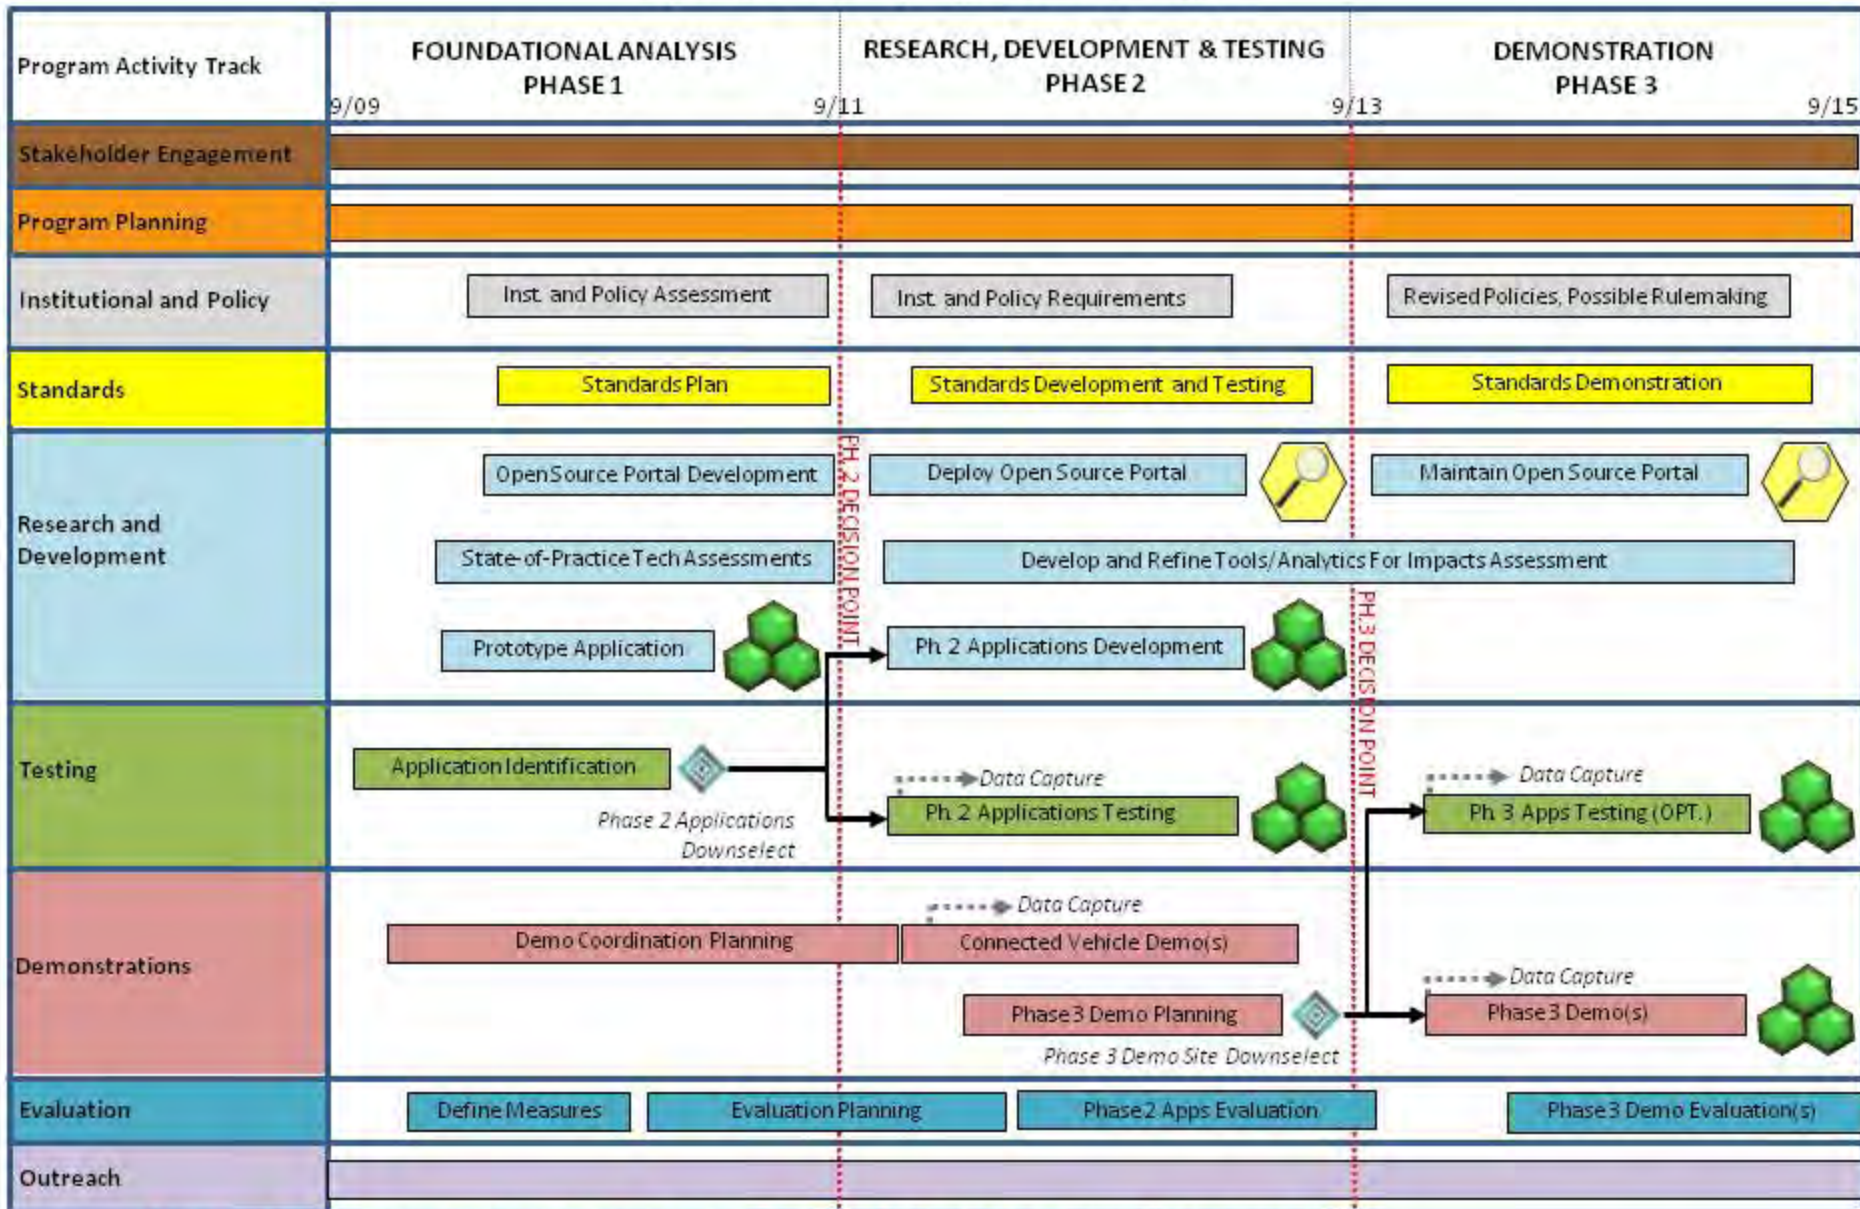 Program Activity Track
FOUNDATIONAL ANALYSIS
PHASE 1
RESEARCH, DEVELOPMENT & TESTING
PHASE 2
DEMONSTRATION
PHASE 3
9/09
9/11
9/13
9/15
Stakeholder Engagement
Program Planning
Institutional and Policy
Inst. and Policy Assessment
Inst. and Policy Requirements
Revised Policies, Possible Rulemaking
Standards
Standards Plan
Standards Development and Testing
Standards Demonstration
Research and
Development
Open Source Portal Development
Deploy Open Source Portal
Maintain Open Source Portal
State-of-Practice Tech Assessments
Develop and Refine Tools/Analytics For Impacts Assessment
Prototype Application
Ph. 2 Applications Development
PH. 2 DECISION POINT
PH.3 DECISION POINT
Testing
Application Identification
Phase 2 Applications
Downselect
Data Capture
Ph. 2 Applications Testing
Data Capture
Ph. 3 Apps Testing (OPT.)
Demonstrations
Demo Coordination Planning
Data Capture
Connected Vehicle Demo(s)
Phase 3 Demo Planning
Phase 3 Demo Site Downselect
Data Capture
Phase 3 Demo(s)
Evaluation
Define Measures
Evaluation Planning
Phase 2 Apps Evaluation
Phase 3 Demo Evaluation(s)
Outreach